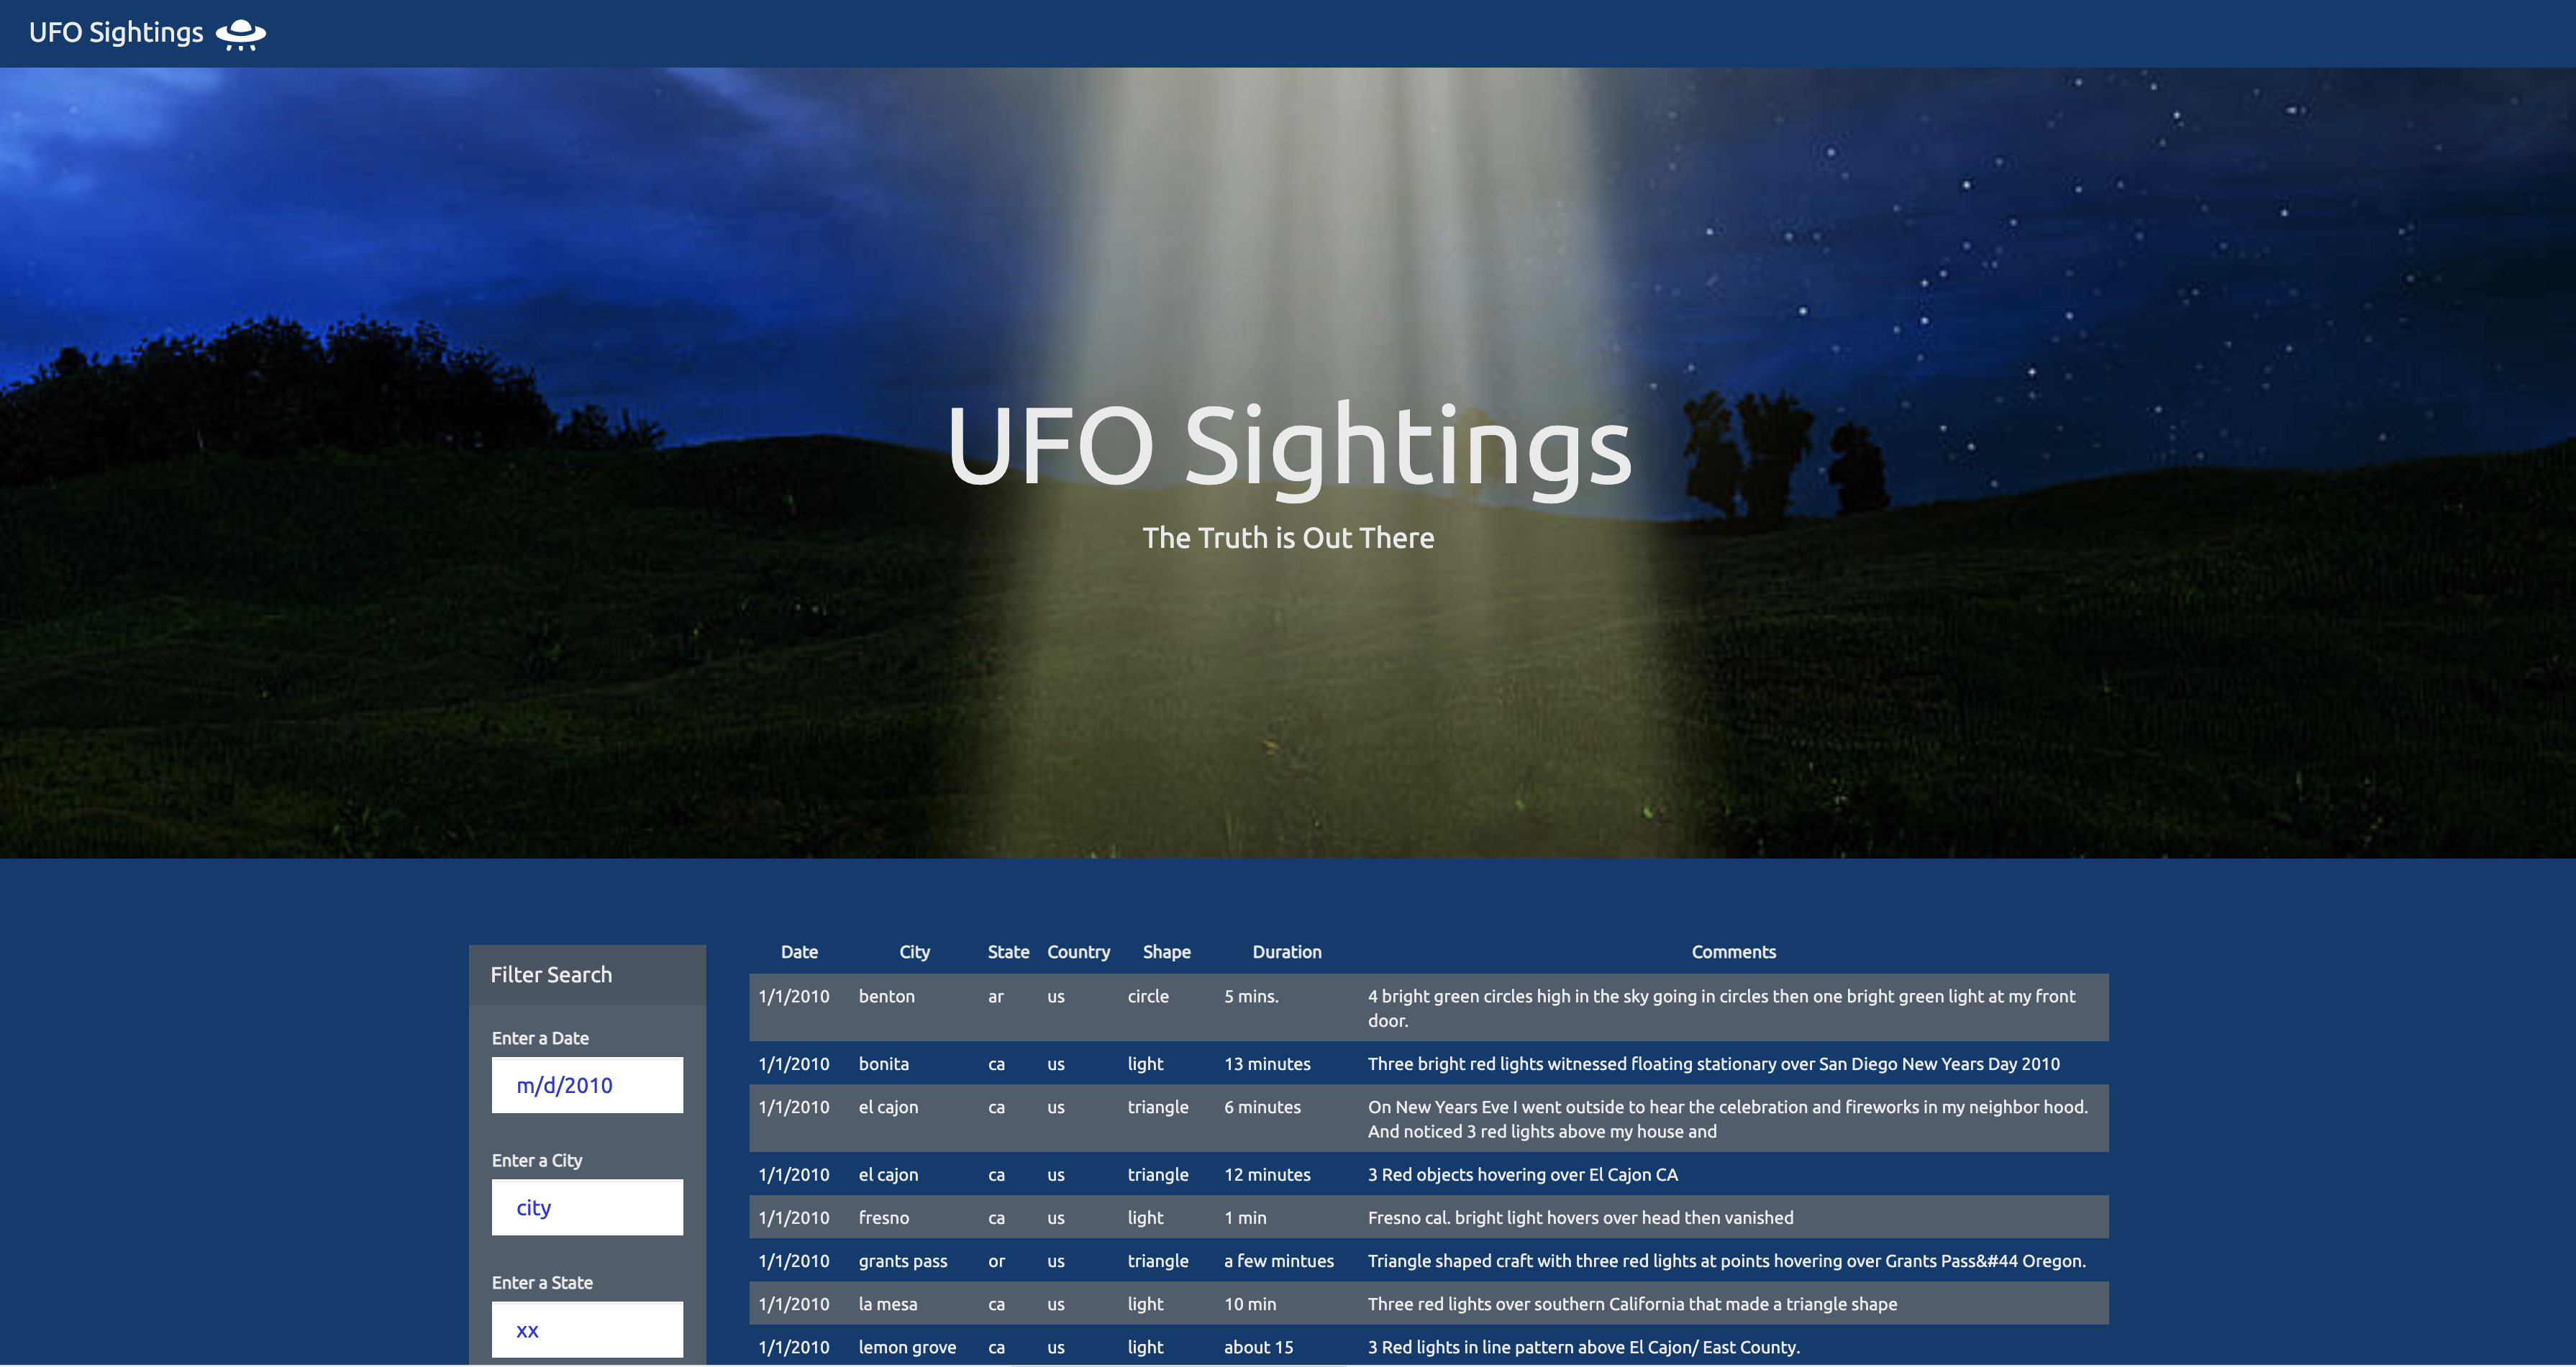 UFO Sightings
UFO Sightings
The Truth is Out There
Filter Search
Enter a Date
m/d/2010
Enter a City
city
Enter a State
xx
Date City State Country Shape Duration Comments
1/1/2010 benton ar us circle 5 mins. 4 bright green circles high in the sky going in circles then one bright green light at my front
door.
1/1/2010 bonita ca us light 13 minutes Three bright red lights witnessed floating stationary over San Diego New Years Day 2010
1/1/2010 el cajon ca us triangle 6 minutes On New Years Eve I went outside to hear the celebration and fireworks in my neighbor hood.
And noticed 3 red lights above my house and
1/1/2010 el cajon ca us triangle 12 minutes 3 Red objects hovering over El Cajon CA
1/1/2010 fresno ca us light 1 min Fresno cal. bright light hovers over head then vanished
1/1/2010 grants pass or us triangle a few mintues Triangle shaped craft with three red lights at points hovering over Grants Pass&#44 Oregon.
1/1/2010 la mesa ca us light 10 min Three red lights over southern California that made a triangle shape
1/1/2010 lemon grove ca us light about 15 3 Red lights in line pattern above El Cajon/ East County.